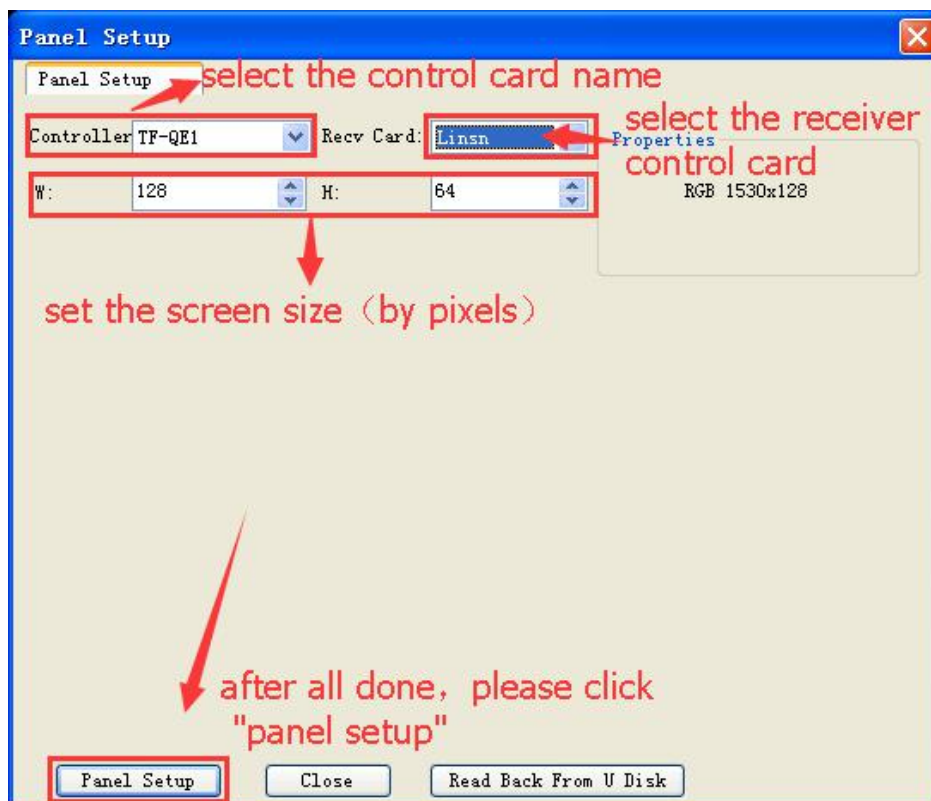 Panel Setup
Panel Setup
select the control card name
Controller TF-QE1 Recv Card: Linsn
select the receiver
control card
Properties
RGB 1530x128
W: 128 H: 64
set the screen size（by pixels）
after all done，please click
"panel setup"
Panel Setup Close Read Back From U Disk